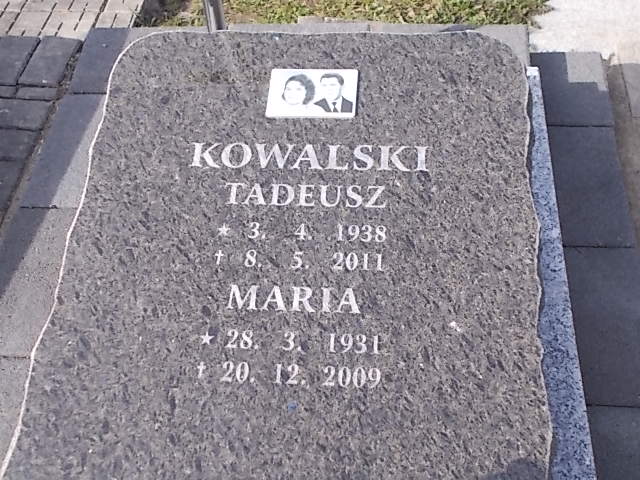 KOWALSKI
TADEUSZ
★ 3. 4. 1938
† 8. 5. 2011
MARIA
★ 28. 3. 1931
† 20. 12. 2009